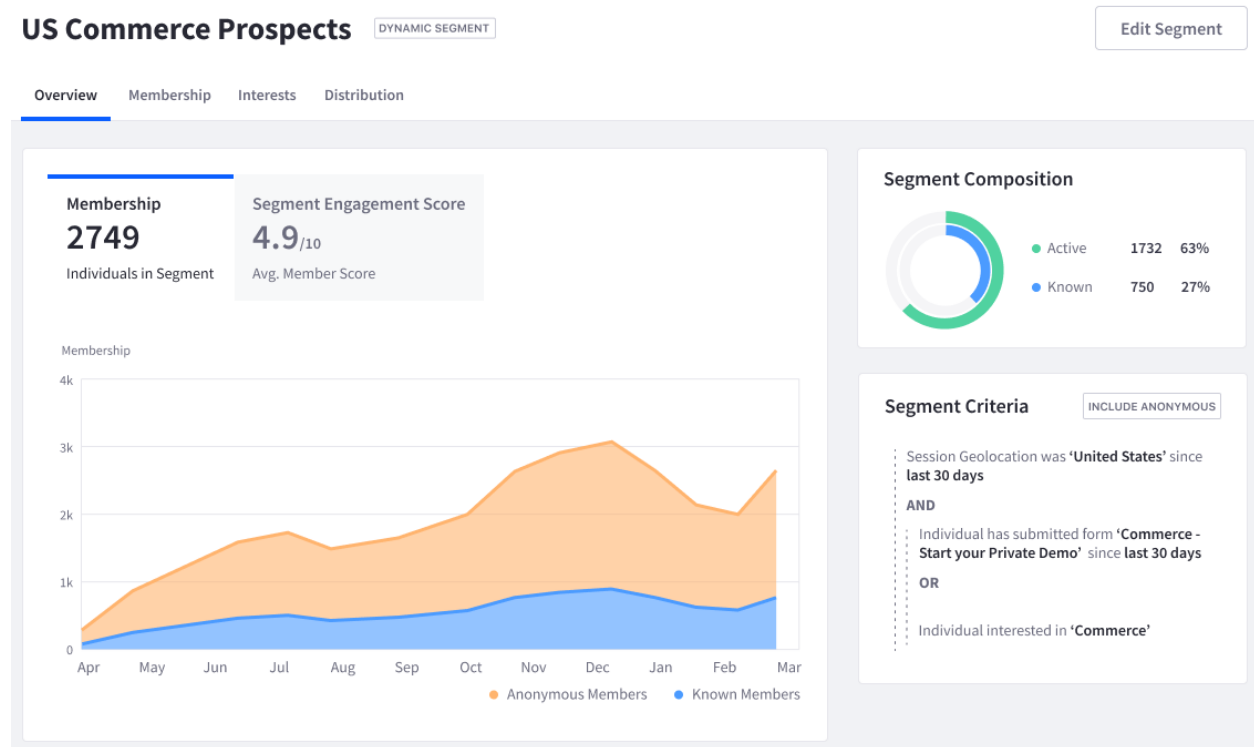 US Commerce Prospects DYNAMIC SEGMENT
Edit Segment
Overview Membership Interests Distribution
Membership
2749
Individuals in Segment
Segment Engagement Score
4.9/10
Avg. Member Score
Membership
4k
3k
2k
1k
0
Apr May Jun Jul Aug Sep Oct Nov Dec Jan Feb Mar
Anonymous Members Known Members
Segment Composition
Active 1732 63%
Known 750 27%
Segment Criteria INCLUDE ANONYMOUS
Session Geolocation was ‘United States’ since
last 30 days
AND
Individual has submitted form ‘Commerce -
Start your Private Demo’ since last 30 days
OR
Individual interested in ‘Commerce’